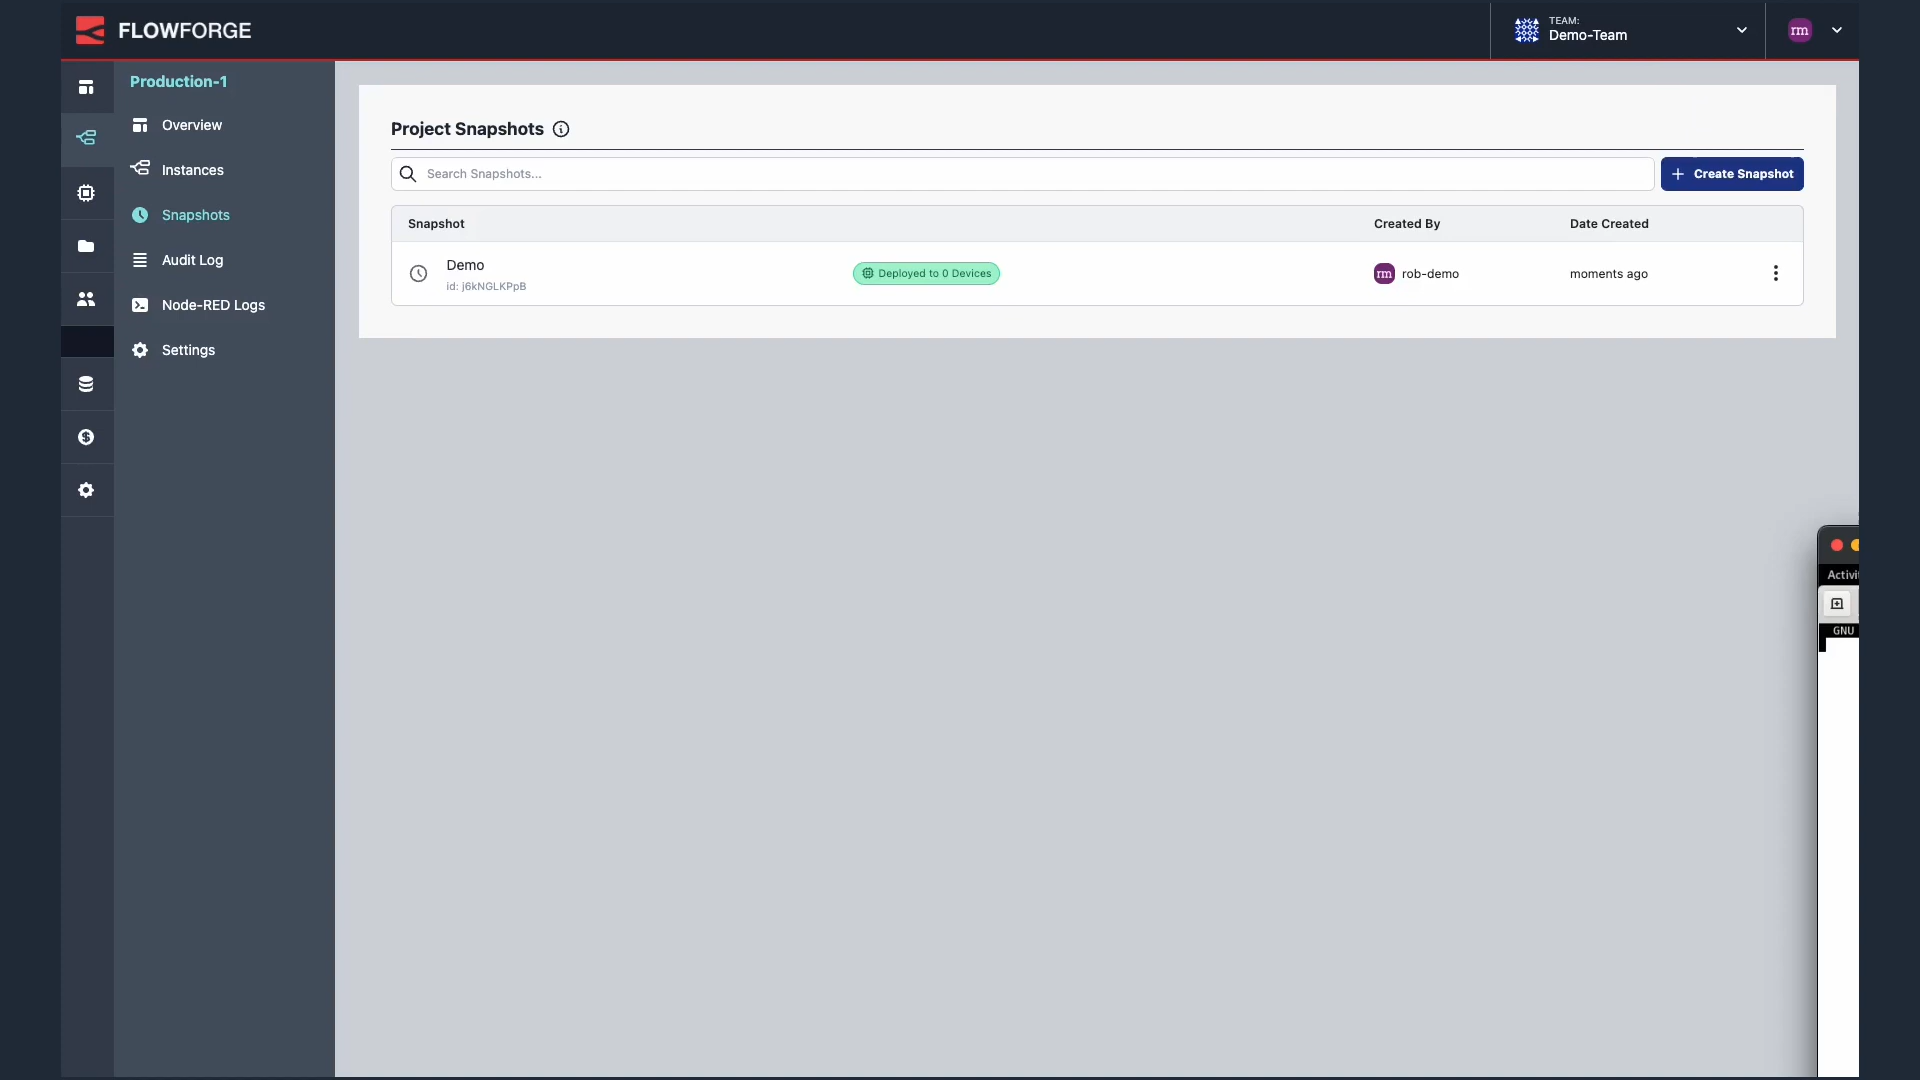 FLOWFORGE
TEAM:
Demo-Team
rm
Production-1
Overview
Instances
Snapshots
Audit Log
Node-RED Logs
Settings
Project Snapshots
Search Snapshots...
Create Snapshot
Snapshot
Created By
Date Created
Demo
id: j6kNGLKPpB
Deployed to 0 Devices
rm rob-demo
moments ago
Activi
GNU